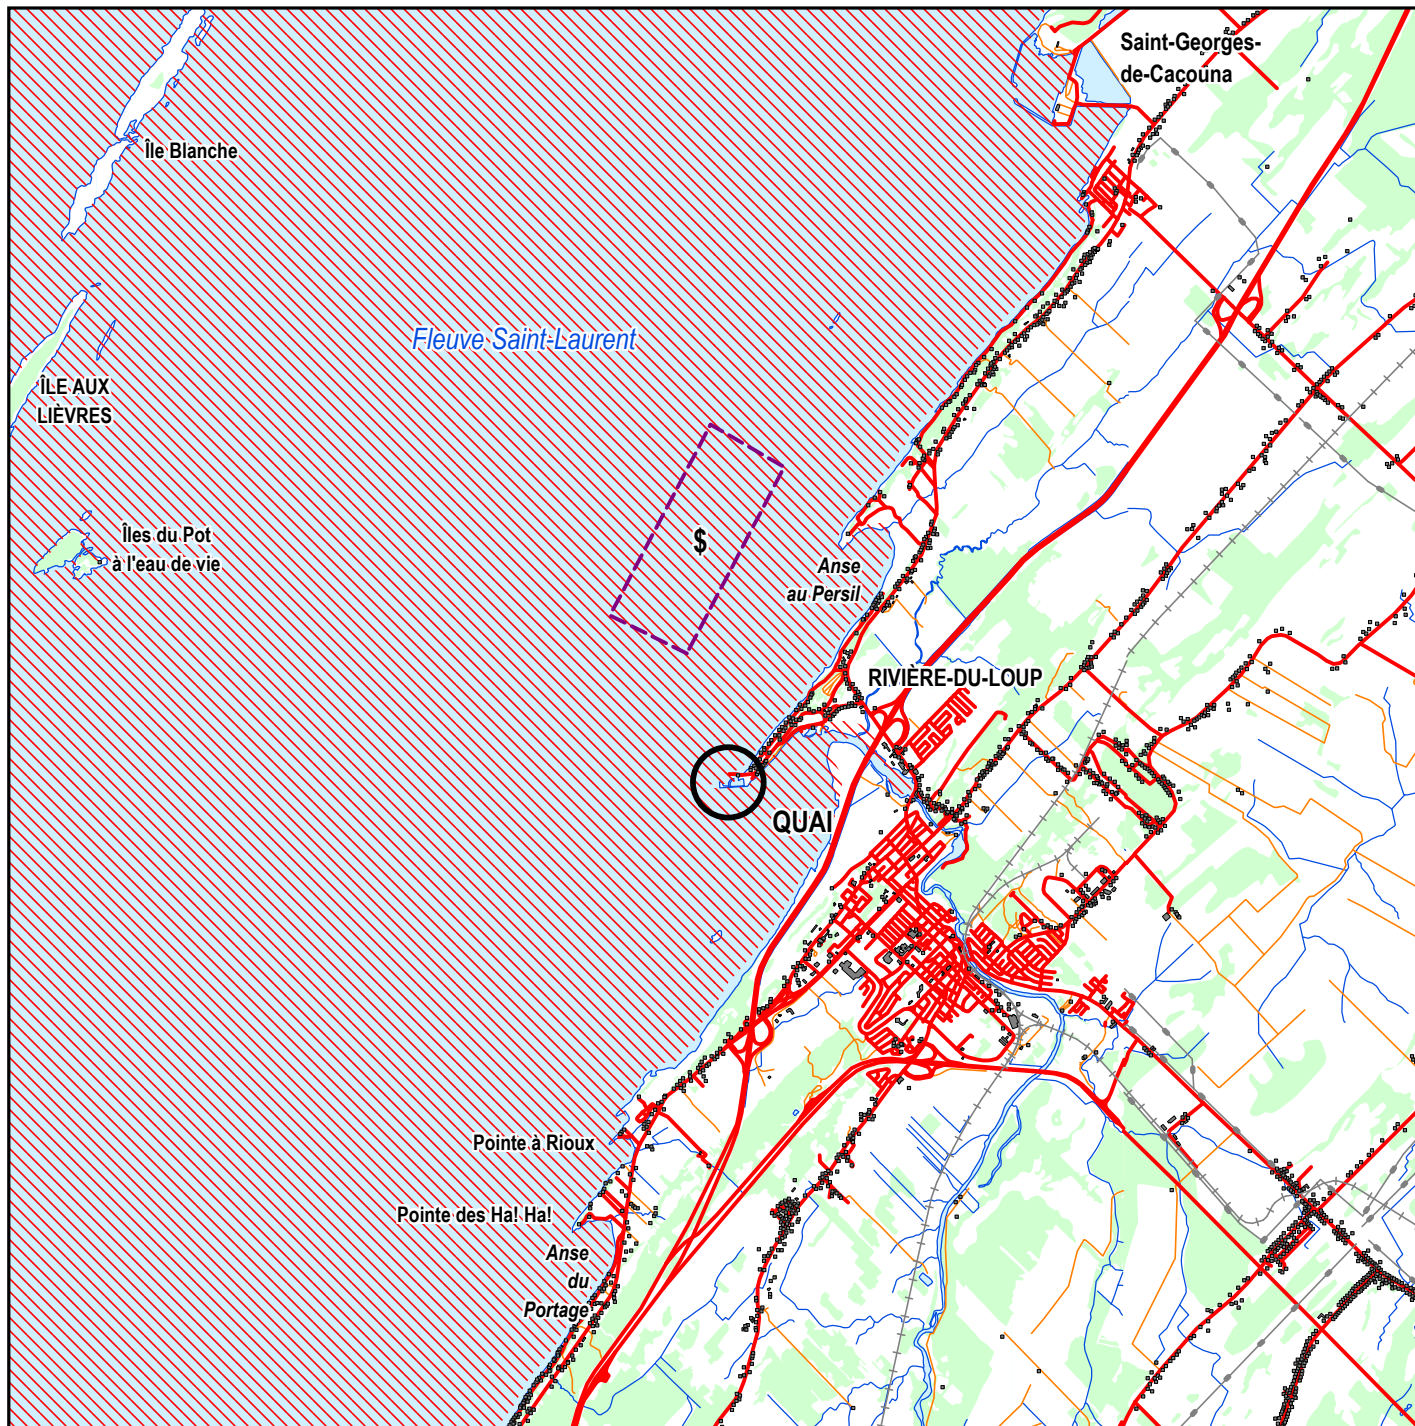 Saint-Georges-
de-Cacouna
Île Blanche
Fleuve Saint-Laurent
ÎLE AUX
LIÈVRES
$
Îles du Pot
à l'eau de vie
Anse
au Persil
RIVIÈRE-DU-LOUP
QUAI
Pointe à Rioux
Pointe des Ha! Ha!
Anse
du
Portage